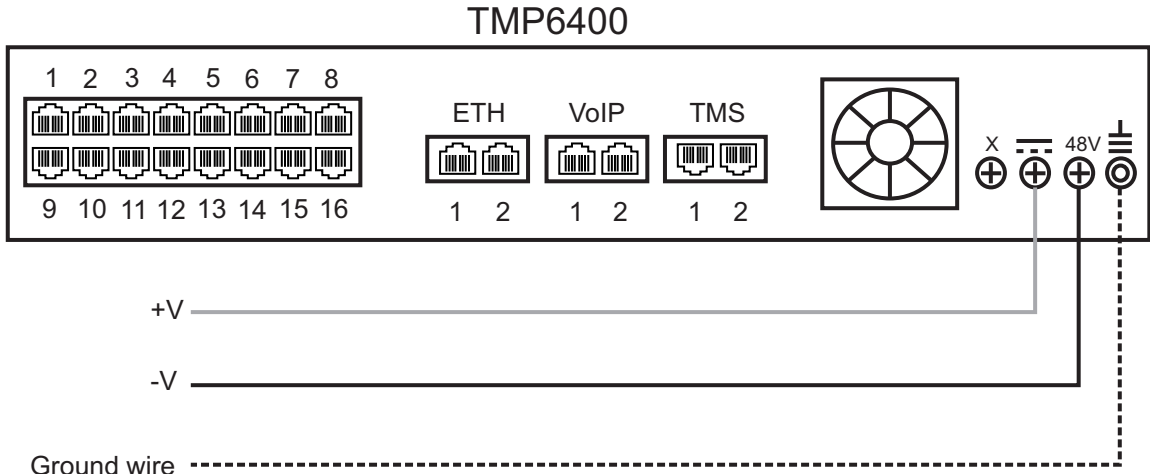 TMP6400
1 2 3 4 5 6 7 8
ETH VoIP TMS
X 48V
9 10 11 12 13 14 15 16
1 2 1 2 1 2
+V
-V
Ground wire